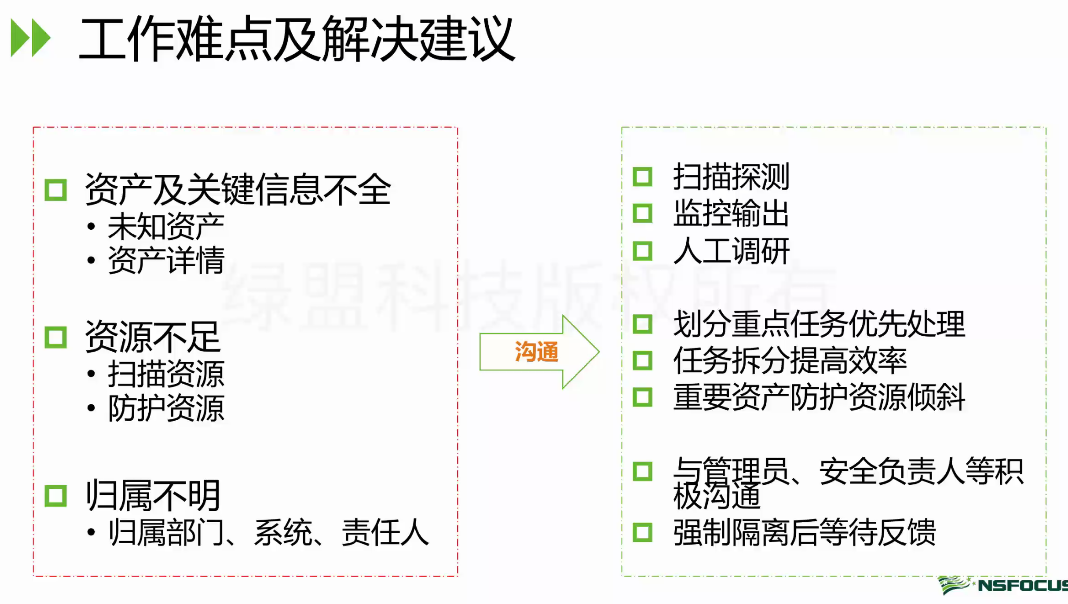 工作难点及解决建议
资产及关键信息不全
• 未知资产
• 资产详情
资源不足
• 扫描资源
• 防护资源
归属不明
• 归属部门、系统、责任人
沟通
扫描探测
监控输出
人工调研
划分重点任务优先处理
任务拆分提高效率
重要资产防护资源倾斜
与管理员、安全负责人等积
极沟通
强制隔离后等待反馈
绿盟科技版权所有
NSFOCUS